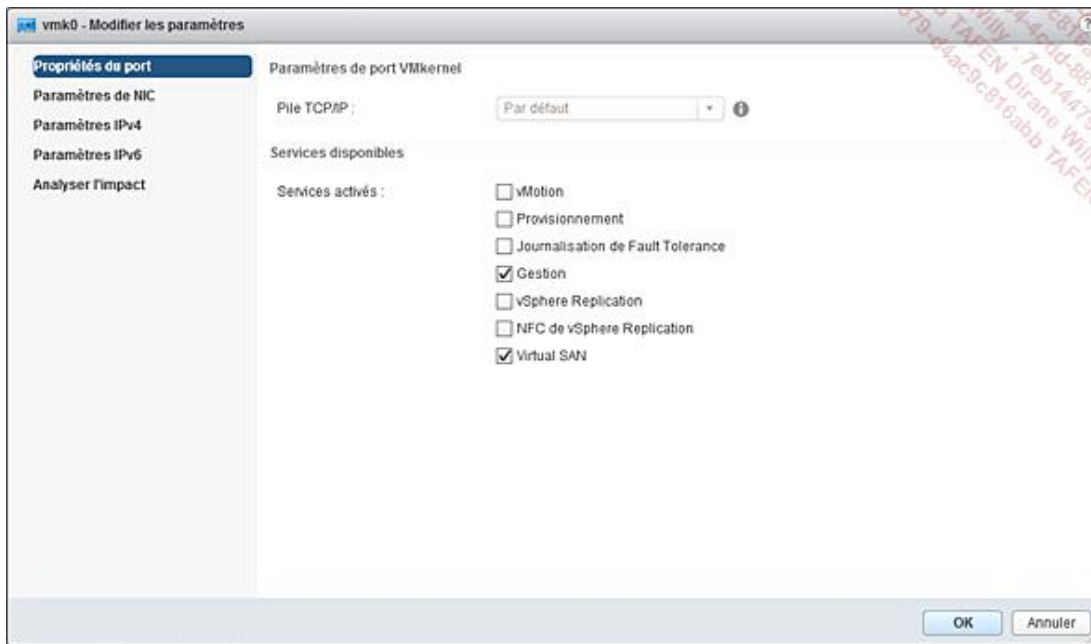 vmk0 - Modifier les paramètres
?
Propriétés du port
Paramètres de NIC
Paramètres IPv4
Paramètres IPv6
Analyser l'impact
Paramètres de port VMkernel
Pile TCP/IP :
Par défaut
Services disponibles
Services activés :
vMotion
Provisionnement
Journalisation de Fault Tolerance
Gestion
vSphere Replication
NFC de vSphere Replication
Virtual SAN
OK
Annuler